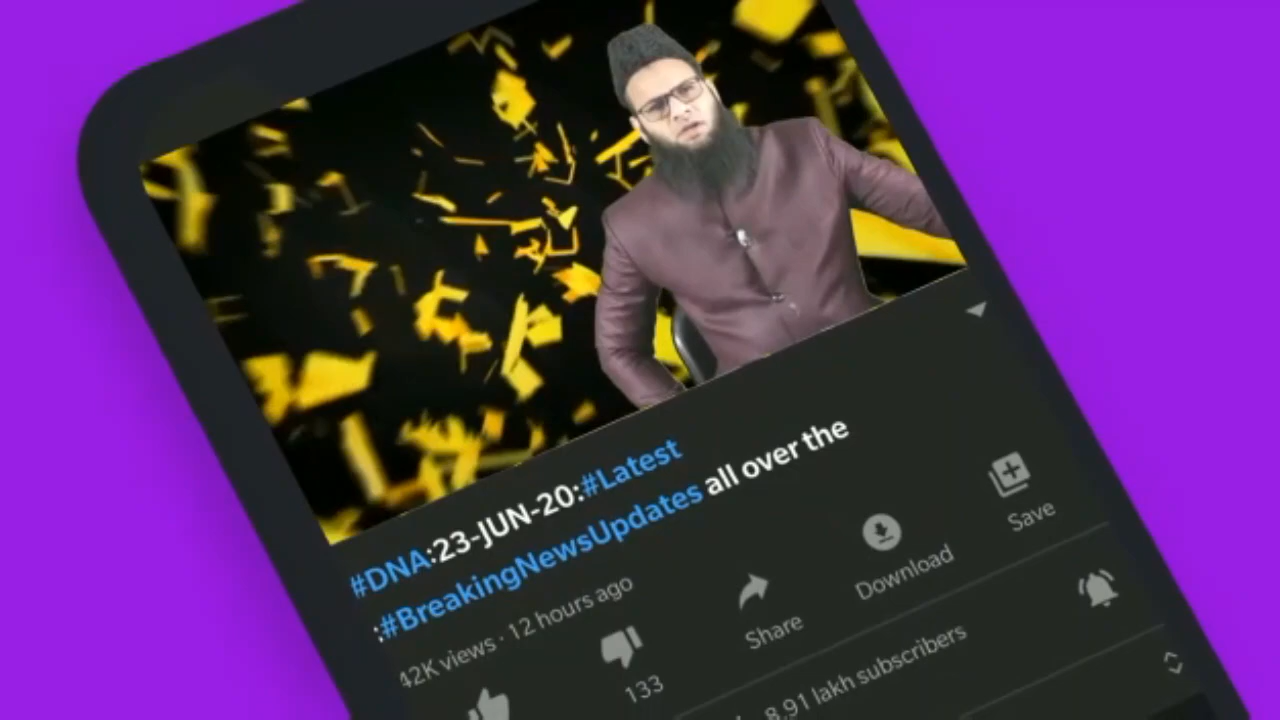 #DNA:23-JUN-20:#Latest
:#BreakingNewsUpdates all over the
42K views · 12 hours ago
133
Share
Download
Save
8.91 lakh subscribers